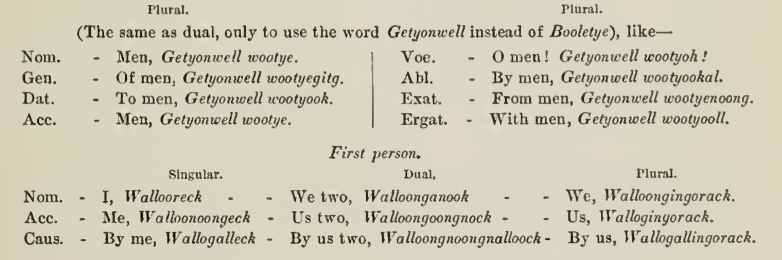 Plural. Plural.
(The same as dual, only to use the word Getyonwell instead of Booletye), like—
Nom. - Men, Getyonwell wootye. Voc. - O men! Getyonwell wootyoh!
Gen. - Of men, Getyonwell wootyegitg. Abl. - By men, Getyonwell wootyookal.
Dat. - To men, Getyonwell wootyook. Exat. - From men, Getyonwell wootyenoong.
Acc. - Men, Getyonwell wootye. Ergat. - With men, Getyonwell wootyooll.
First person.
Singular. Dual, Plural.
Nom. - I, Wallooreck - - We two, Walloonganook - - We, Walloongingorack.
Acc. - Me, Walloonoongeck - Us two, Walloongoongnock - - Us, Walloginyorack.
Caus. - By me, Wallogalleck - By us two, Walloongnoongnalloock - By us, Wallogallingorack.